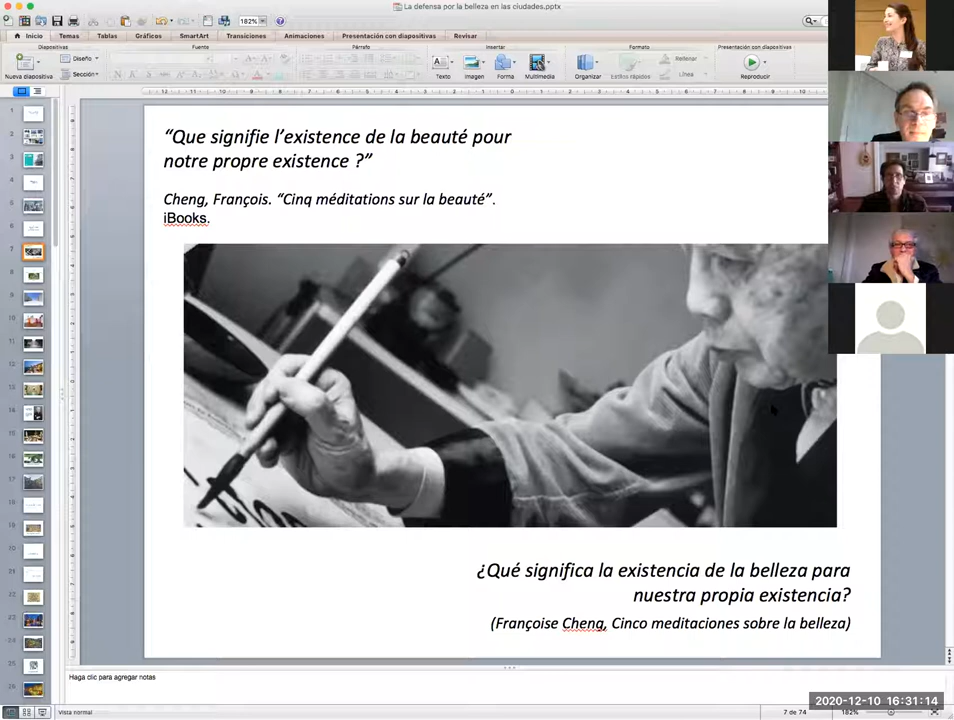 La defensa por la belleza en las ciudades.pptx
182%
Inicio Temas Tablas Gráficos SmartArt Transiciones Animaciones Presentación con diapositivas Revisar
Diapositivas Fuente Párrafo Insertar Formato Presentación con diapositivas
Nueva diapositiva Diseño Sección Texto Imagen Forma Multimedia Organizar Estilos rápidos Rellenar Línea Reproducir
“Que signifie l’existence de la beauté pour
notre propre existence ?”
Cheng, François. “Cinq méditations sur la beauté”.
iBooks.
¿Qué significa la existencia de la belleza para
nuestra propia existencia?
(Françoise Cheng, Cinco meditaciones sobre la belleza)
Haga clic para agregar notas
2020-12-10 16:31:14
Vista normal 7 de 74 182%